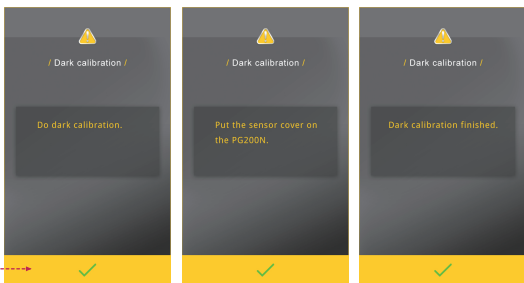 / Dark calibration /
Do dark calibration.
/ Dark calibration /
Put the sensor cover on
the PG200N.
/ Dark calibration /
Dark calibration finished.